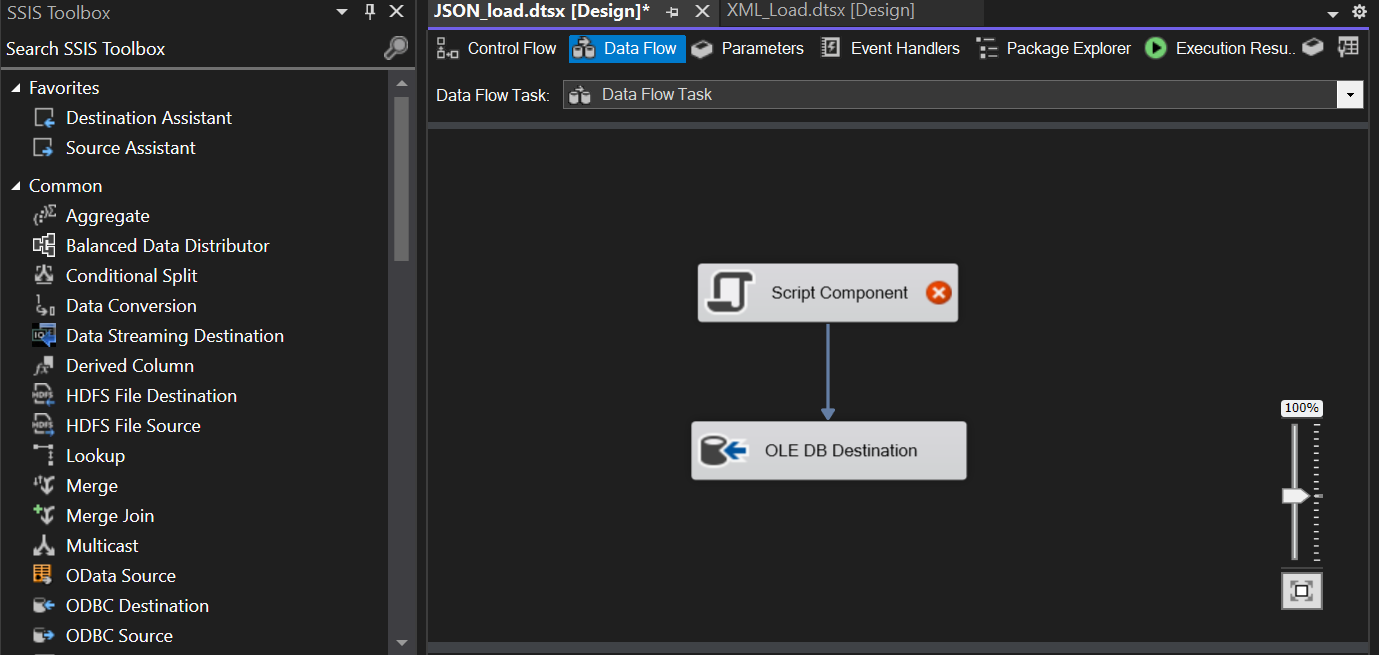 SSIS Toolbox
Search SSIS Toolbox
Favorites
Destination Assistant
Source Assistant
Common
Aggregate
Balanced Data Distributor
Conditional Split
Data Conversion
Data Streaming Destination
Derived Column
HDFS File Destination
HDFS File Source
Lookup
Merge
Merge Join
Multicast
OData Source
ODBC Destination
ODBC Source
JSON_load.dtsx [Design]* XML_Load.dtsx [Design]
Control Flow Data Flow Parameters Event Handlers Package Explorer Execution Resu..
Data Flow Task: Data Flow Task
Script Component
OLE DB Destination
100%